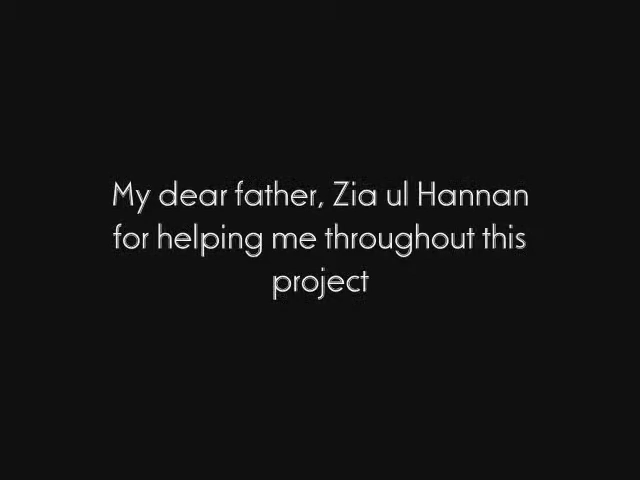 My dear father, Zia ul Hannan
for helping me throughout this
project